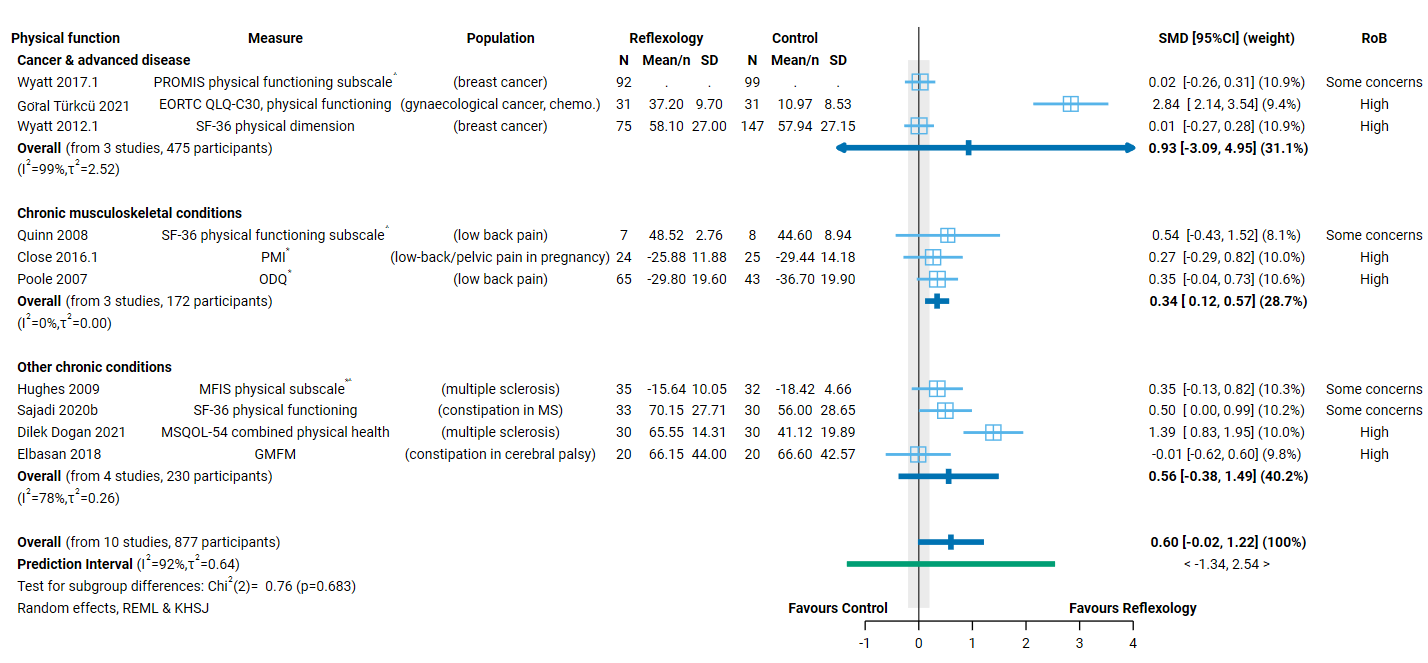 Physical function Measure Population Reflexology Control SMD [95%CI] (weight) RoB
Cancer & advanced disease N Mean/n SD N Mean/n SD
Wyatt 2017.1 PROMIS physical functioning subscale^ (breast cancer) 92 . . 99 . . 0.02 [-0.26, 0.31] (10.9%) Some concerns
Goral Türkcü 2021 EORTC QLQ-C30, physical functioning (gynaecological cancer, chemo.) 31 37.20 9.70 31 10.97 8.53 2.84 [ 2.14, 3.54] (9.4%) High
Wyatt 2012.1 SF-36 physical dimension (breast cancer) 75 58.10 27.00 147 57.94 27.15 0.01 [-0.27, 0.28] (10.9%) High
Overall (from 3 studies, 475 participants) 0.93 [-3.09, 4.95] (31.1%)
(I²=99%,τ²=2.52)
Chronic musculoskeletal conditions
Quinn 2008 SF-36 physical functioning subscale^ (low back pain) 7 48.52 2.76 8 44.60 8.94 0.54 [-0.43, 1.52] (8.1%) Some concerns
Close 2016.1 PMI* (low-back/pelvic pain in pregnancy) 24 -25.88 11.88 25 -29.44 14.18 0.27 [-0.29, 0.82] (10.0%) High
Poole 2007 ODQ* (low back pain) 65 -29.80 19.60 43 -36.70 19.90 0.35 [-0.04, 0.73] (10.6%) High
Overall (from 3 studies, 172 participants) 0.34 [ 0.12, 0.57] (28.7%)
(I²=0%,τ²=0.00)
Other chronic conditions
Hughes 2009 MFIS physical subscale*^ (multiple sclerosis) 35 -15.64 10.05 32 -18.42 4.66 0.35 [-0.13, 0.82] (10.3%) Some concerns
Sajadi 2020b SF-36 physical functioning (constipation in MS) 33 70.15 27.71 30 56.00 28.65 0.50 [ 0.00, 0.99] (10.2%) Some concerns
Dilek Dogan 2021 MSQOL-54 combined physical health (multiple sclerosis) 30 65.55 14.31 30 41.12 19.89 1.39 [ 0.83, 1.95] (10.0%) High
Elbasan 2018 GMFM (constipation in cerebral palsy) 20 66.15 44.00 20 66.60 42.57 -0.01 [-0.62, 0.60] (9.8%) High
Overall (from 4 studies, 230 participants) 0.56 [-0.38, 1.49] (40.2%)
(I²=78%,τ²=0.26)
Overall (from 10 studies, 877 participants) 0.60 [-0.02, 1.22] (100%)
Prediction Interval (I²=92%,τ²=0.64) < -1.34, 2.54 >
Test for subgroup differences: Chi²(2)= 0.76 (p=0.683)
Random effects, REML & KHSJ Favours Control Favours Reflexology
-1 0 1 2 3 4